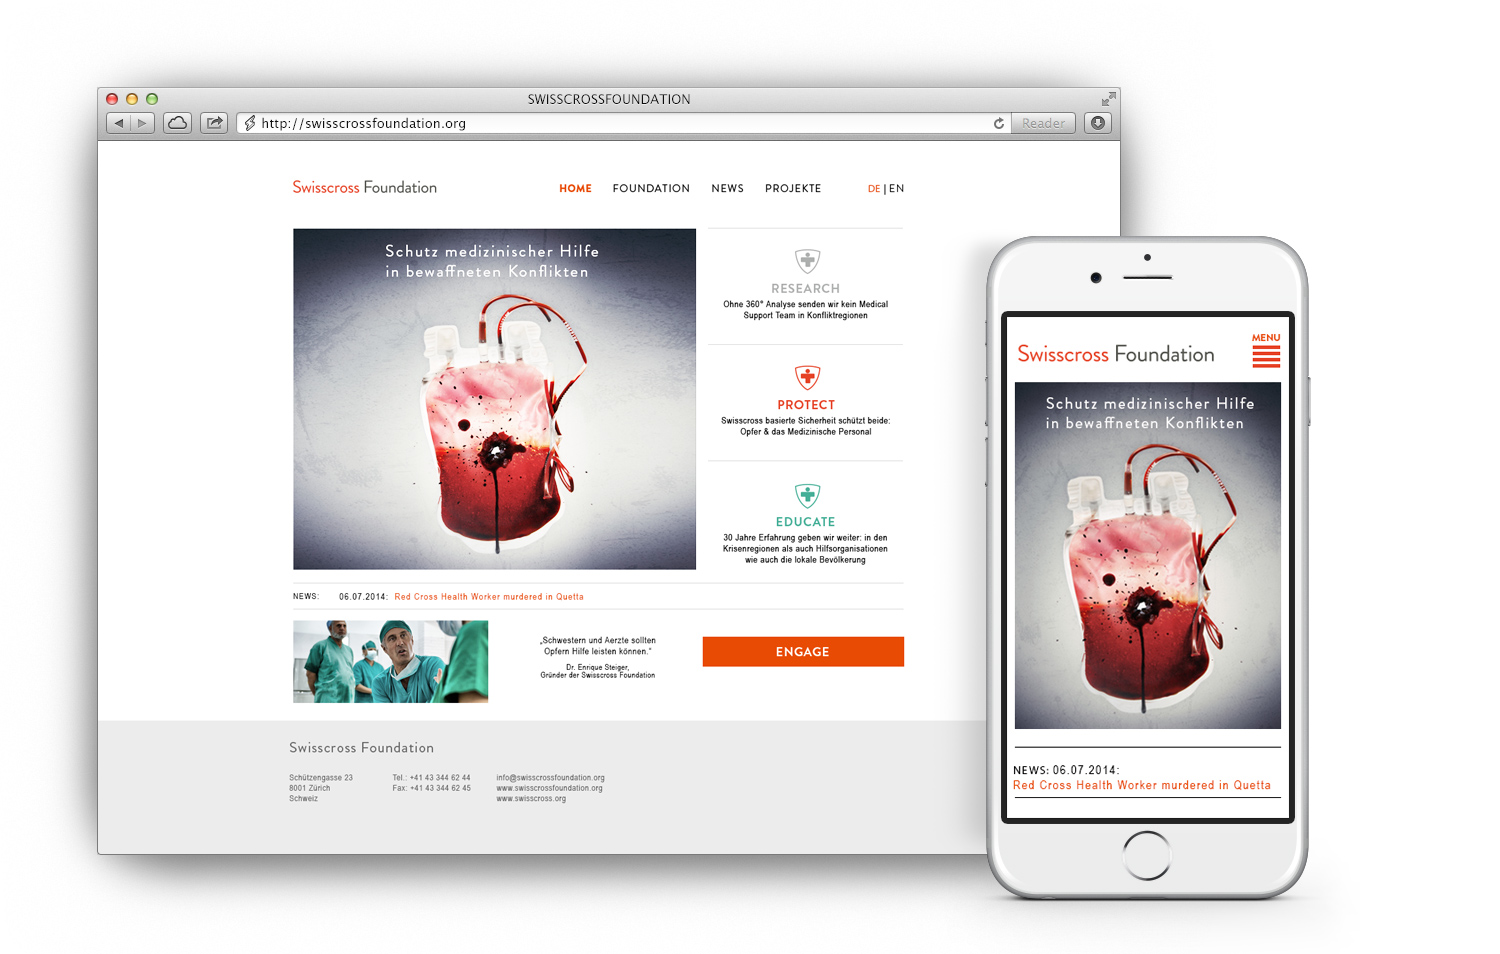 SWISSCROSSFOUNDATION
http://swisscrossfoundation.org
Reader
Swisscross Foundation
HOME FOUNDATION NEWS PROJEKTE DE | EN
Schutz medizinischer Hilfe
in bewaffneten Konflikten
RESEARCH
Ohne 360° Analyse senden wir kein Medical
Support Team in Konfliktregionen
PROTECT
Swisscross basierte Sicherheit schützt beide:
Opfer & das Medizinische Personal
EDUCATE
30 Jahre Erfahrung geben wir weiter: in den
Krisenregionen als auch Hilfsorganisationen
wie auch die lokale Bevölkerung
NEWS: 06.07.2014: Red Cross Health Worker murdered in Quetta
„Schwestern und Aerzte sollten
Opfern Hilfe leisten können.“
Dr. Enrique Steiger,
Gründer der Swisscross Foundation
ENGAGE
Swisscross Foundation
Schützengasse 23
8001 Zürich
Schweiz
Tel.: +41 43 344 62 44
Fax: +41 43 344 62 45
info@swisscrossfoundation.org
www.swisscrossfoundation.org
www.swisscross.org
MENU
Swisscross Foundation
Schutz medizinischer Hilfe
in bewaffneten Konflikten
NEWS: 06.07.2014:
Red Cross Health Worker murdered in Quetta